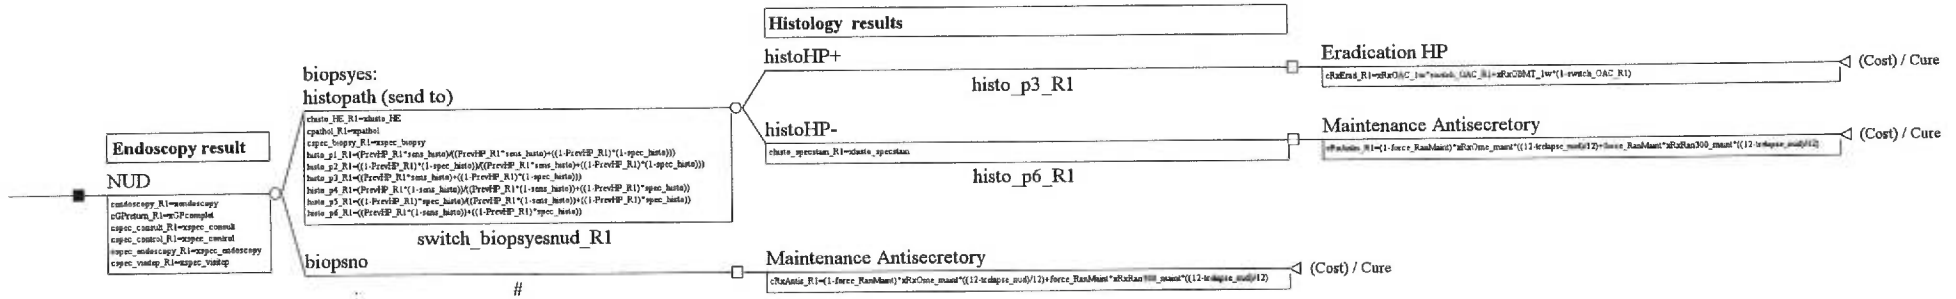 Histology results
histoHP+
Eradication HP
(Cost) / Cure
histo_p3_R1
biopsyes:
histopath (send to)
chisto_HE_R1=xhisto_HE
cpathol_R1=xpathol
cspec_biopsy_R1=xspec_biopsy
histo_p1_R1=(PrevHP_R1*sens_histo)/((PrevHP_R1*sens_histo)+((1-PrevHP_R1)*(1-spec_histo)))
histo_p2_R1=((1-PrevHP_R1)*(1-spec_histo))/((PrevHP_R1*sens_histo)+((1-PrevHP_R1)*(1-spec_histo)))
histo_p3_R1=((PrevHP_R1*sens_histo)+((1-PrevHP_R1)*(1-spec_histo)))
histo_p4_R1=(PrevHP_R1*(1-sens_histo))/((PrevHP_R1*(1-sens_histo))+((1-PrevHP_R1)*spec_histo))
histo_p5_R1=((1-PrevHP_R1)*spec_histo)/((PrevHP_R1*(1-sens_histo))+((1-PrevHP_R1)*spec_histo))
histo_p6_R1=((PrevHP_R1*(1-sens_histo))+((1-PrevHP_R1)*spec_histo))
switch_biopsyesnud_R1
histoHP-
chisto_specstain_R1=xhisto_specstain
histo_p6_R1
Maintenance Antisecretory
(Cost) / Cure
Endoscopy result
NUD
cendoscopy_R1=xendoscopy
cGPreturn_R1=xGPcomplet
cspec_consult_R1=xspec_consult
cspec_control_R1=xspec_control
cspec_endoscopy_R1=xspec_endoscopy
cspec_visitep_R1=xspec_visitep
biopsno
#
Maintenance Antisecretory
(Cost) / Cure